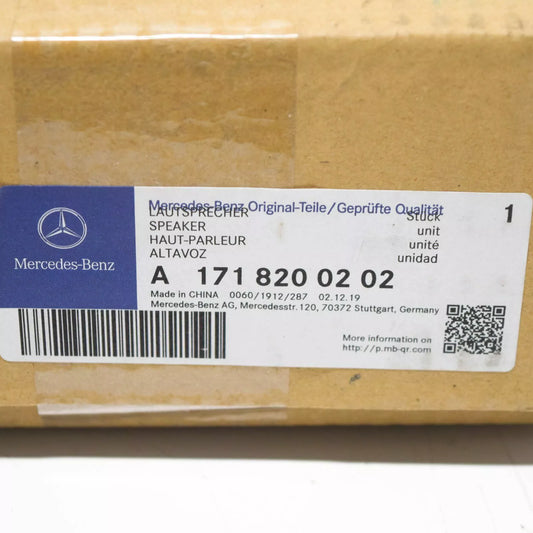 Mercedes-Benz Original-Teile/Geprüfte Qualität
LAUTSPRECHER Stück 1
SPEAKER unit
HAUT-PARLEUR unité
ALTAVOZ unidad
Mercedes-Benz
A 171 820 02 02
Made in CHINA 0060/1912/287 02.12.19
Mercedes-Benz AG, Mercedesstr.120, 70372 Stuttgart, Germany
More information on
http://p.mb-qr.com